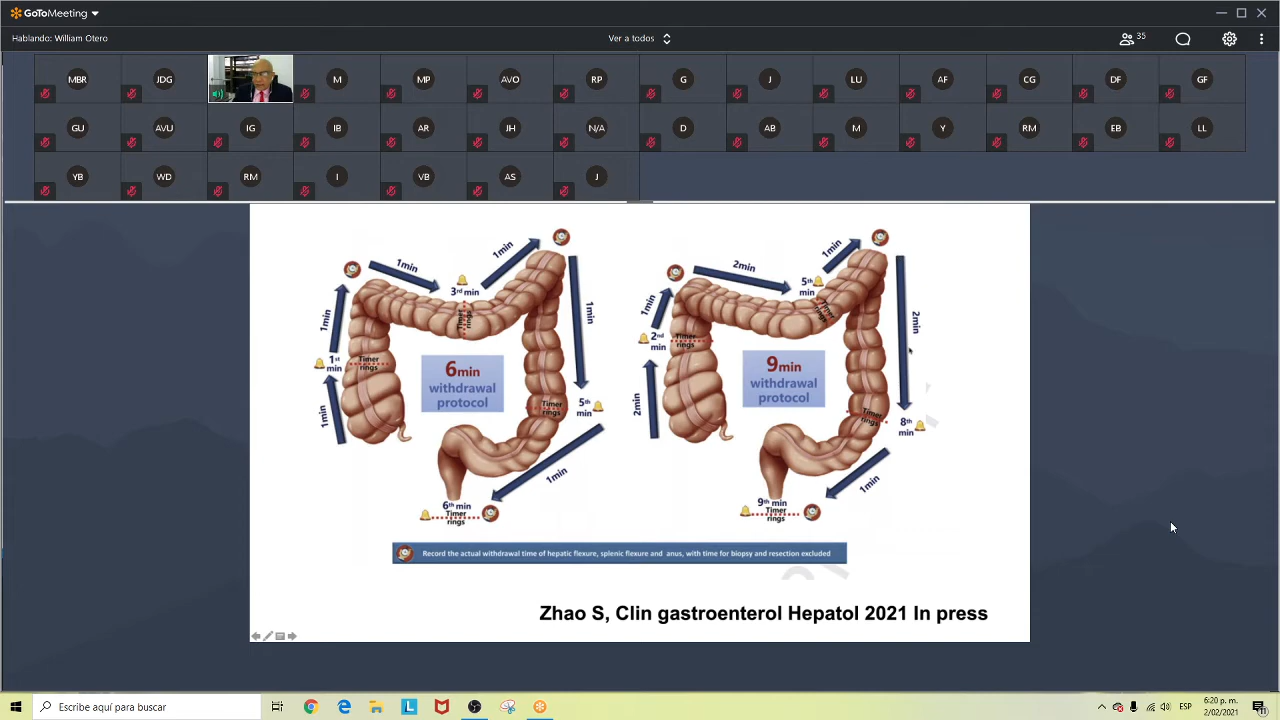 GoToMeeting
Hablando: William Otero
Ver a todos
35
MBR
JDG
M
MP
AVO
RP
G
J
LU
AF
CG
DF
GF
GU
AVU
IG
IB
AR
JH
N/A
D
AB
M
Y
RM
EB
LL
YB
WD
RM
I
VB
AS
J
1min
1min
3rd min
1min
1min
1st min
Timer rings
Timer rings
1min
6min
withdrawal
protocol
Timer rings
5th min
1min
6th min
Timer rings
1min
2min
5th min
1min
Timer rings
2min
2nd min
Timer rings
2min
9min
withdrawal
protocol
Timer rings
8th min
1min
9th min
Timer rings
Record the actual withdrawal time of hepatic flexure, splenic flexure and anus, with time for biopsy and resection excluded
Zhao S, Clin gastroenterol Hepatol 2021 In press
Escribe aquí para buscar
L
ESP
6:20 p. m.
2/02/2021